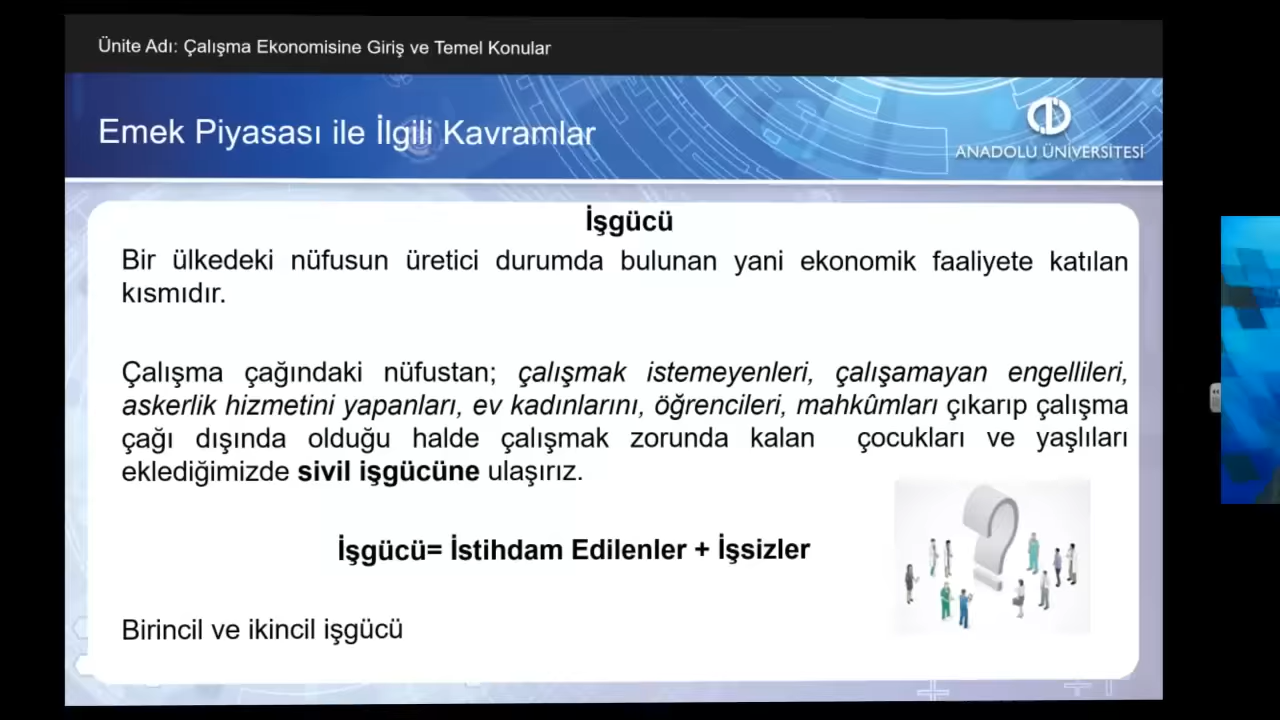 Ünite Adı: Çalışma Ekonomisine Giriş ve Temel Konular
Emek Piyasası ile İlgili Kavramlar
ANADOLU ÜNİVERSİTESİ
İşgücü
Bir ülkedeki nüfusun üretici durumda bulunan yani ekonomik faaliyete katılan
kısmıdır.
Çalışma çağındaki nüfustan; çalışmak istemeyenleri, çalışamayan engellileri,
askerlik hizmetini yapanları, ev kadınlarını, öğrencileri, mahkûmları çıkarıp çalışma
çağı dışında olduğu halde çalışmak zorunda kalan çocukları ve yaşlıları
eklediğimizde sivil işgücüne ulaşırız.
İşgücü= İstihdam Edilenler + İşsizler
Birincil ve ikincil işgücü